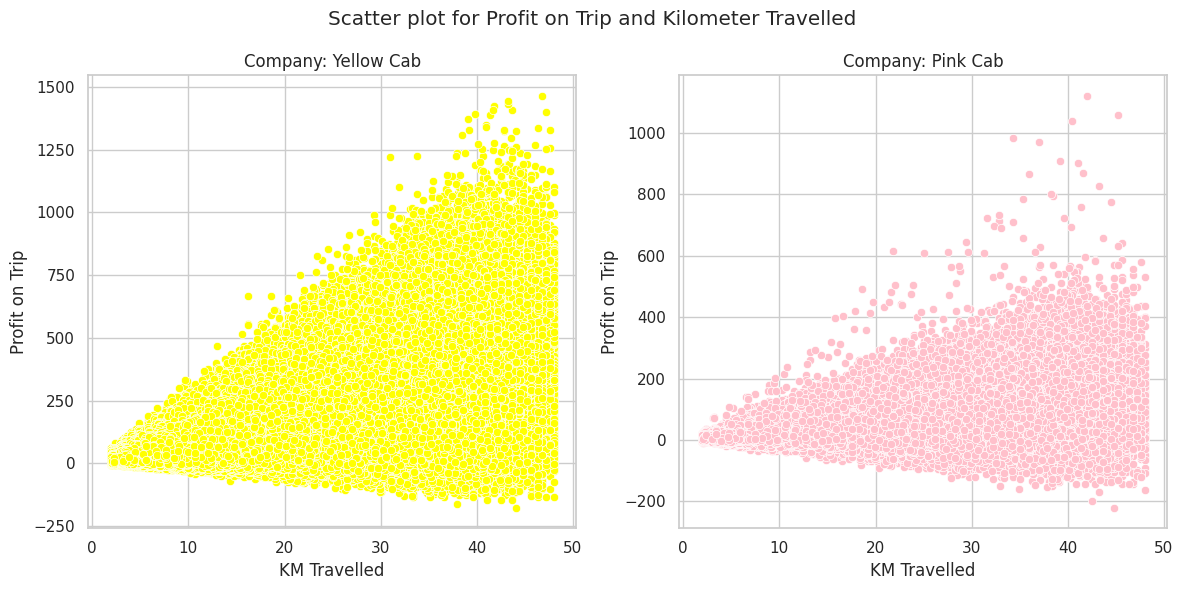 Scatter plot for Profit on Trip and Kilometer Travelled
Company: Yellow Cab
Profit on Trip
1500
1250
1000
750
500
250
0
−250
0 10 20 30 40 50
KM Travelled
Company: Pink Cab
Profit on Trip
1000
800
600
400
200
0
−200
0 10 20 30 40 50
KM Travelled